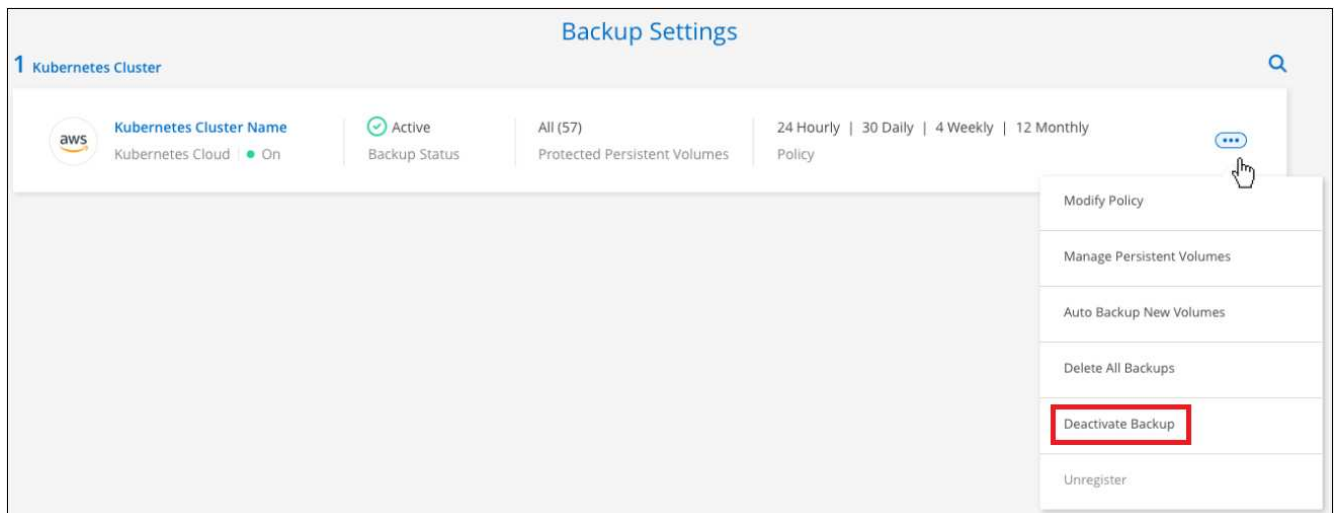 Backup Settings
1 Kubernetes Cluster
aws
Kubernetes Cluster Name
Kubernetes Cloud | On
Active
Backup Status
All (57)
Protected Persistent Volumes
24 Hourly | 30 Daily | 4 Weekly | 12 Monthly
Policy
Modify Policy
Manage Persistent Volumes
Auto Backup New Volumes
Delete All Backups
Deactivate Backup
Unregister